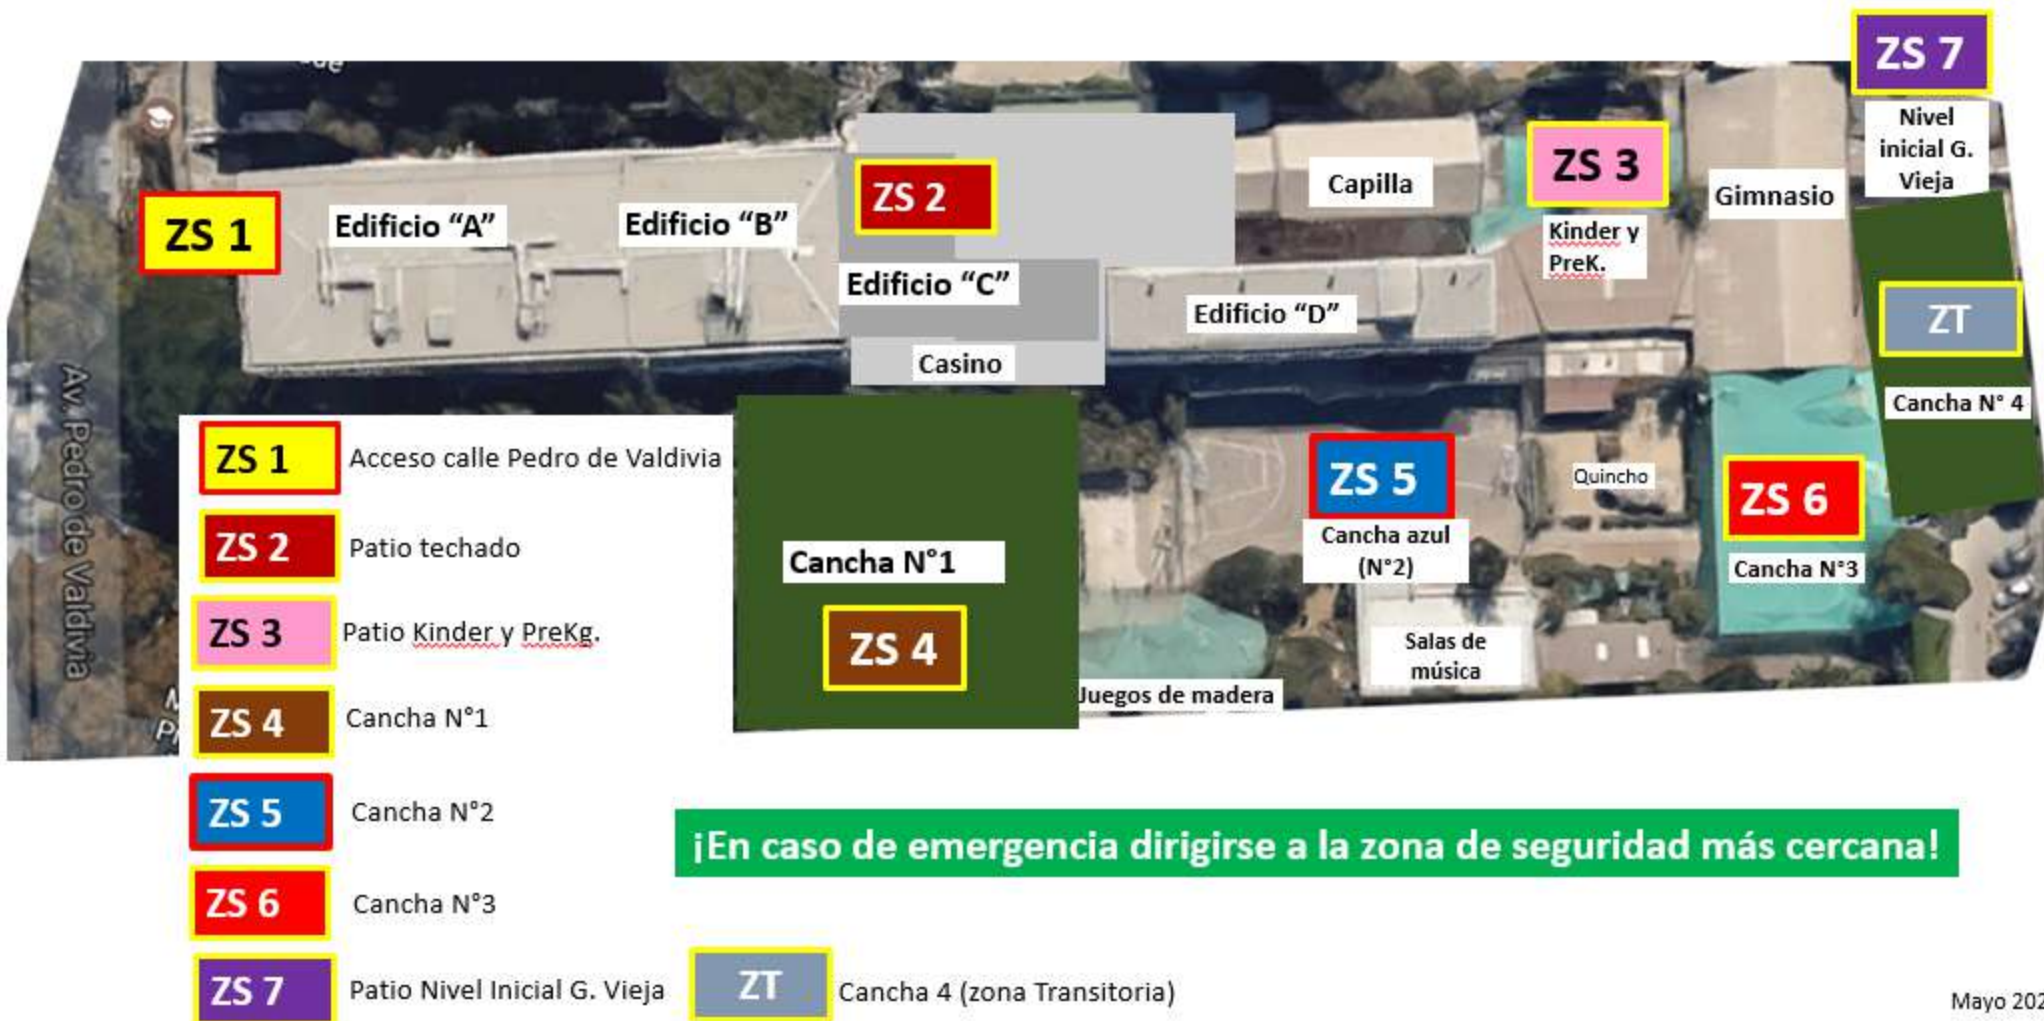 ZS 7
Nivel
inicial G.
Vieja
ZS 1
Edificio “A”
Edificio “B”
ZS 2
Capilla
ZS 3
Kinder y
PreK.
Gimnasio
Edificio “C”
Edificio “D”
ZT
Casino
Cancha N° 4
Av. Pedro de Valdivia
Cancha N°1
ZS 4
ZS 5
Cancha azul
(N°2)
Quincho
ZS 6
Cancha N°3
Salas de
música
Juegos de madera
ZS 1 Acceso calle Pedro de Valdivia
ZS 2 Patio techado
ZS 3 Patio Kinder y PreKg.
ZS 4 Cancha N°1
ZS 5 Cancha N°2
ZS 6 Cancha N°3
ZS 7 Patio Nivel Inicial G. Vieja
ZT Cancha 4 (zona Transitoria)
¡En caso de emergencia dirigirse a la zona de seguridad más cercana!
Mayo 202